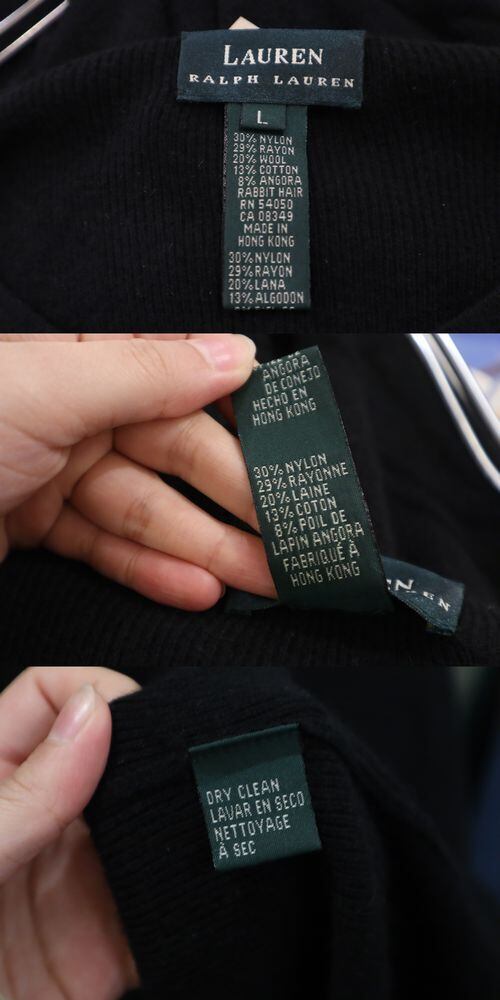 LAUREN
RALPH LAUREN
L
30% NYLON
29% RAYON
20% WOOL
13% COTTON
8% ANGORA
RABBIT HAIR
RN 54050
CA 08349
MADE IN
HONG KONG
30% NYLON
29% RAYON
20% LANA
13% ALGODON
ANGORA
DE CONEJO
HECHO EN
HONG KONG
30% NYLON
29% RAYONNE
20% LAINE
13% COTON
8% POIL DE
LAPIN ANGORA
FABRIQUÉ À
HONG KONG
EN
DRY CLEAN
LAVAR EN SECO
NETTOYAGE
À SEC